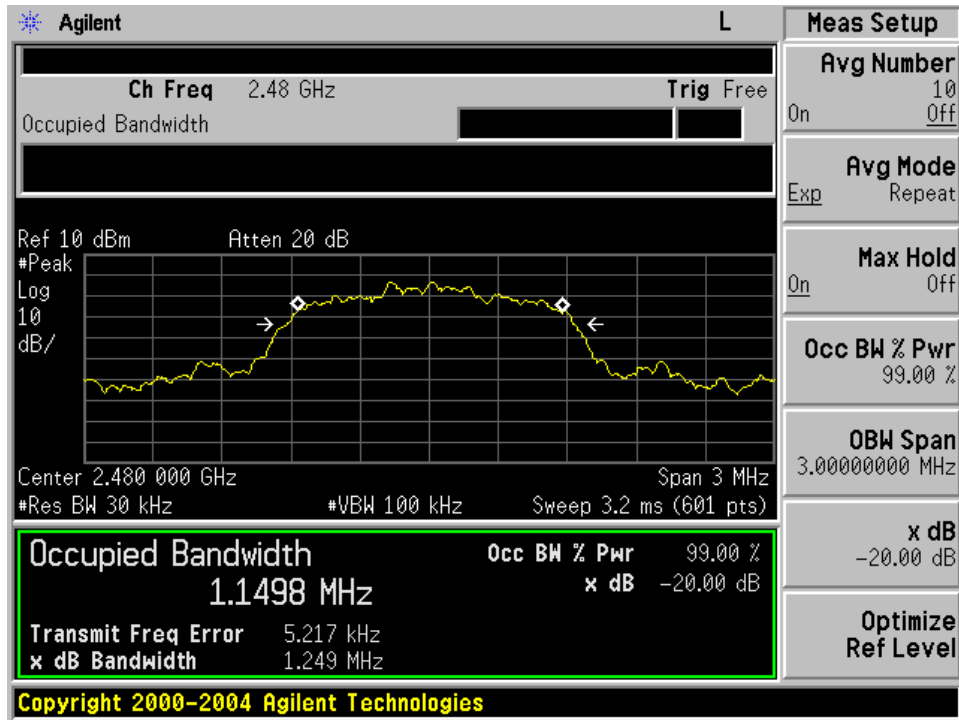 Agilent L Meas Setup
Ch Freq 2.48 GHz Trig Free
Occupied Bandwidth
Ref 10 dBm Atten 20 dB
#Peak
Log
10
dB/
Center 2.480 000 GHz Span 3 MHz
#Res BW 30 kHz #VBW 100 kHz Sweep 3.2 ms (601 pts)
Occupied Bandwidth Occ BW % Pwr 99.00 %
1.1498 MHz x dB -20.00 dB
Transmit Freq Error 5.217 kHz
x dB Bandwidth 1.249 MHz
Avg Number
10
On Off
Avg Mode
Exp Repeat
Max Hold
On Off
Occ BW % Pwr
99.00 %
OBW Span
3.00000000 MHz
x dB
-20.00 dB
Optimize
Ref Level
Copyright 2000-2004 Agilent Technologies